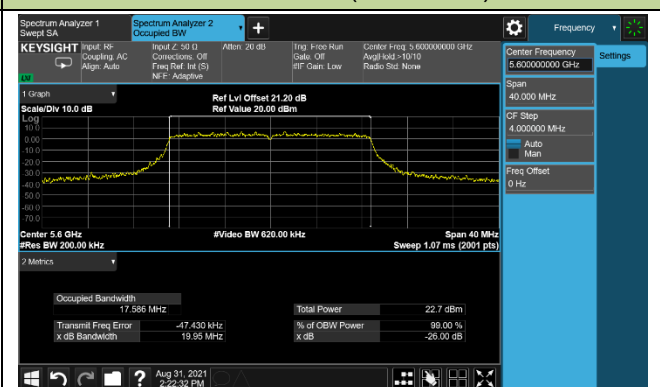 Spectrum Analyzer 1
Swept SA
Spectrum Analyzer 2
Occupied BW
Frequency
KEYSIGHT
Input: RF
Coupling: AC
Align: Auto
Input Z: 50 Ω
Corrections: Off
Freq Ref: Int (S)
NFE: Adaptive
Atten: 20 dB
Trig: Free Run
Gate: Off
#IF Gain: Low
Center Freq: 5.600000000 GHz
Avg|Hold:>10/10
Radio Std: None
LXI
Center Frequency
5.600000000 GHz
Settings
Span
40.000 MHz
CF Step
4.000000 MHz
Auto
Man
Freq Offset
0 Hz
1 Graph
Scale/Div 10.0 dB
Ref Lvl Offset 21.20 dB
Ref Value 20.00 dBm
Log
10.0
0.00
-10.0
-20.0
-30.0
-40.0
-50.0
-60.0
-70.0
Center 5.6 GHz
#Video BW 620.00 kHz
Span 40 MHz
#Res BW 200.00 kHz
Sweep 1.07 ms (2001 pts)
2 Metrics
Occupied Bandwidth
17.586 MHz
Total Power 22.7 dBm
Transmit Freq Error -47.430 kHz
% of OBW Power 99.00 %
x dB Bandwidth 19.95 MHz
x dB -26.00 dB
Aug 31, 2021
2:22:32 PM